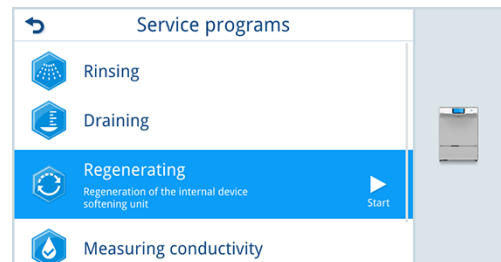 Service programs
Rinsing
Draining
Regenerating
Regeneration of the internal device
softening unit
Start
Measuring conductivity